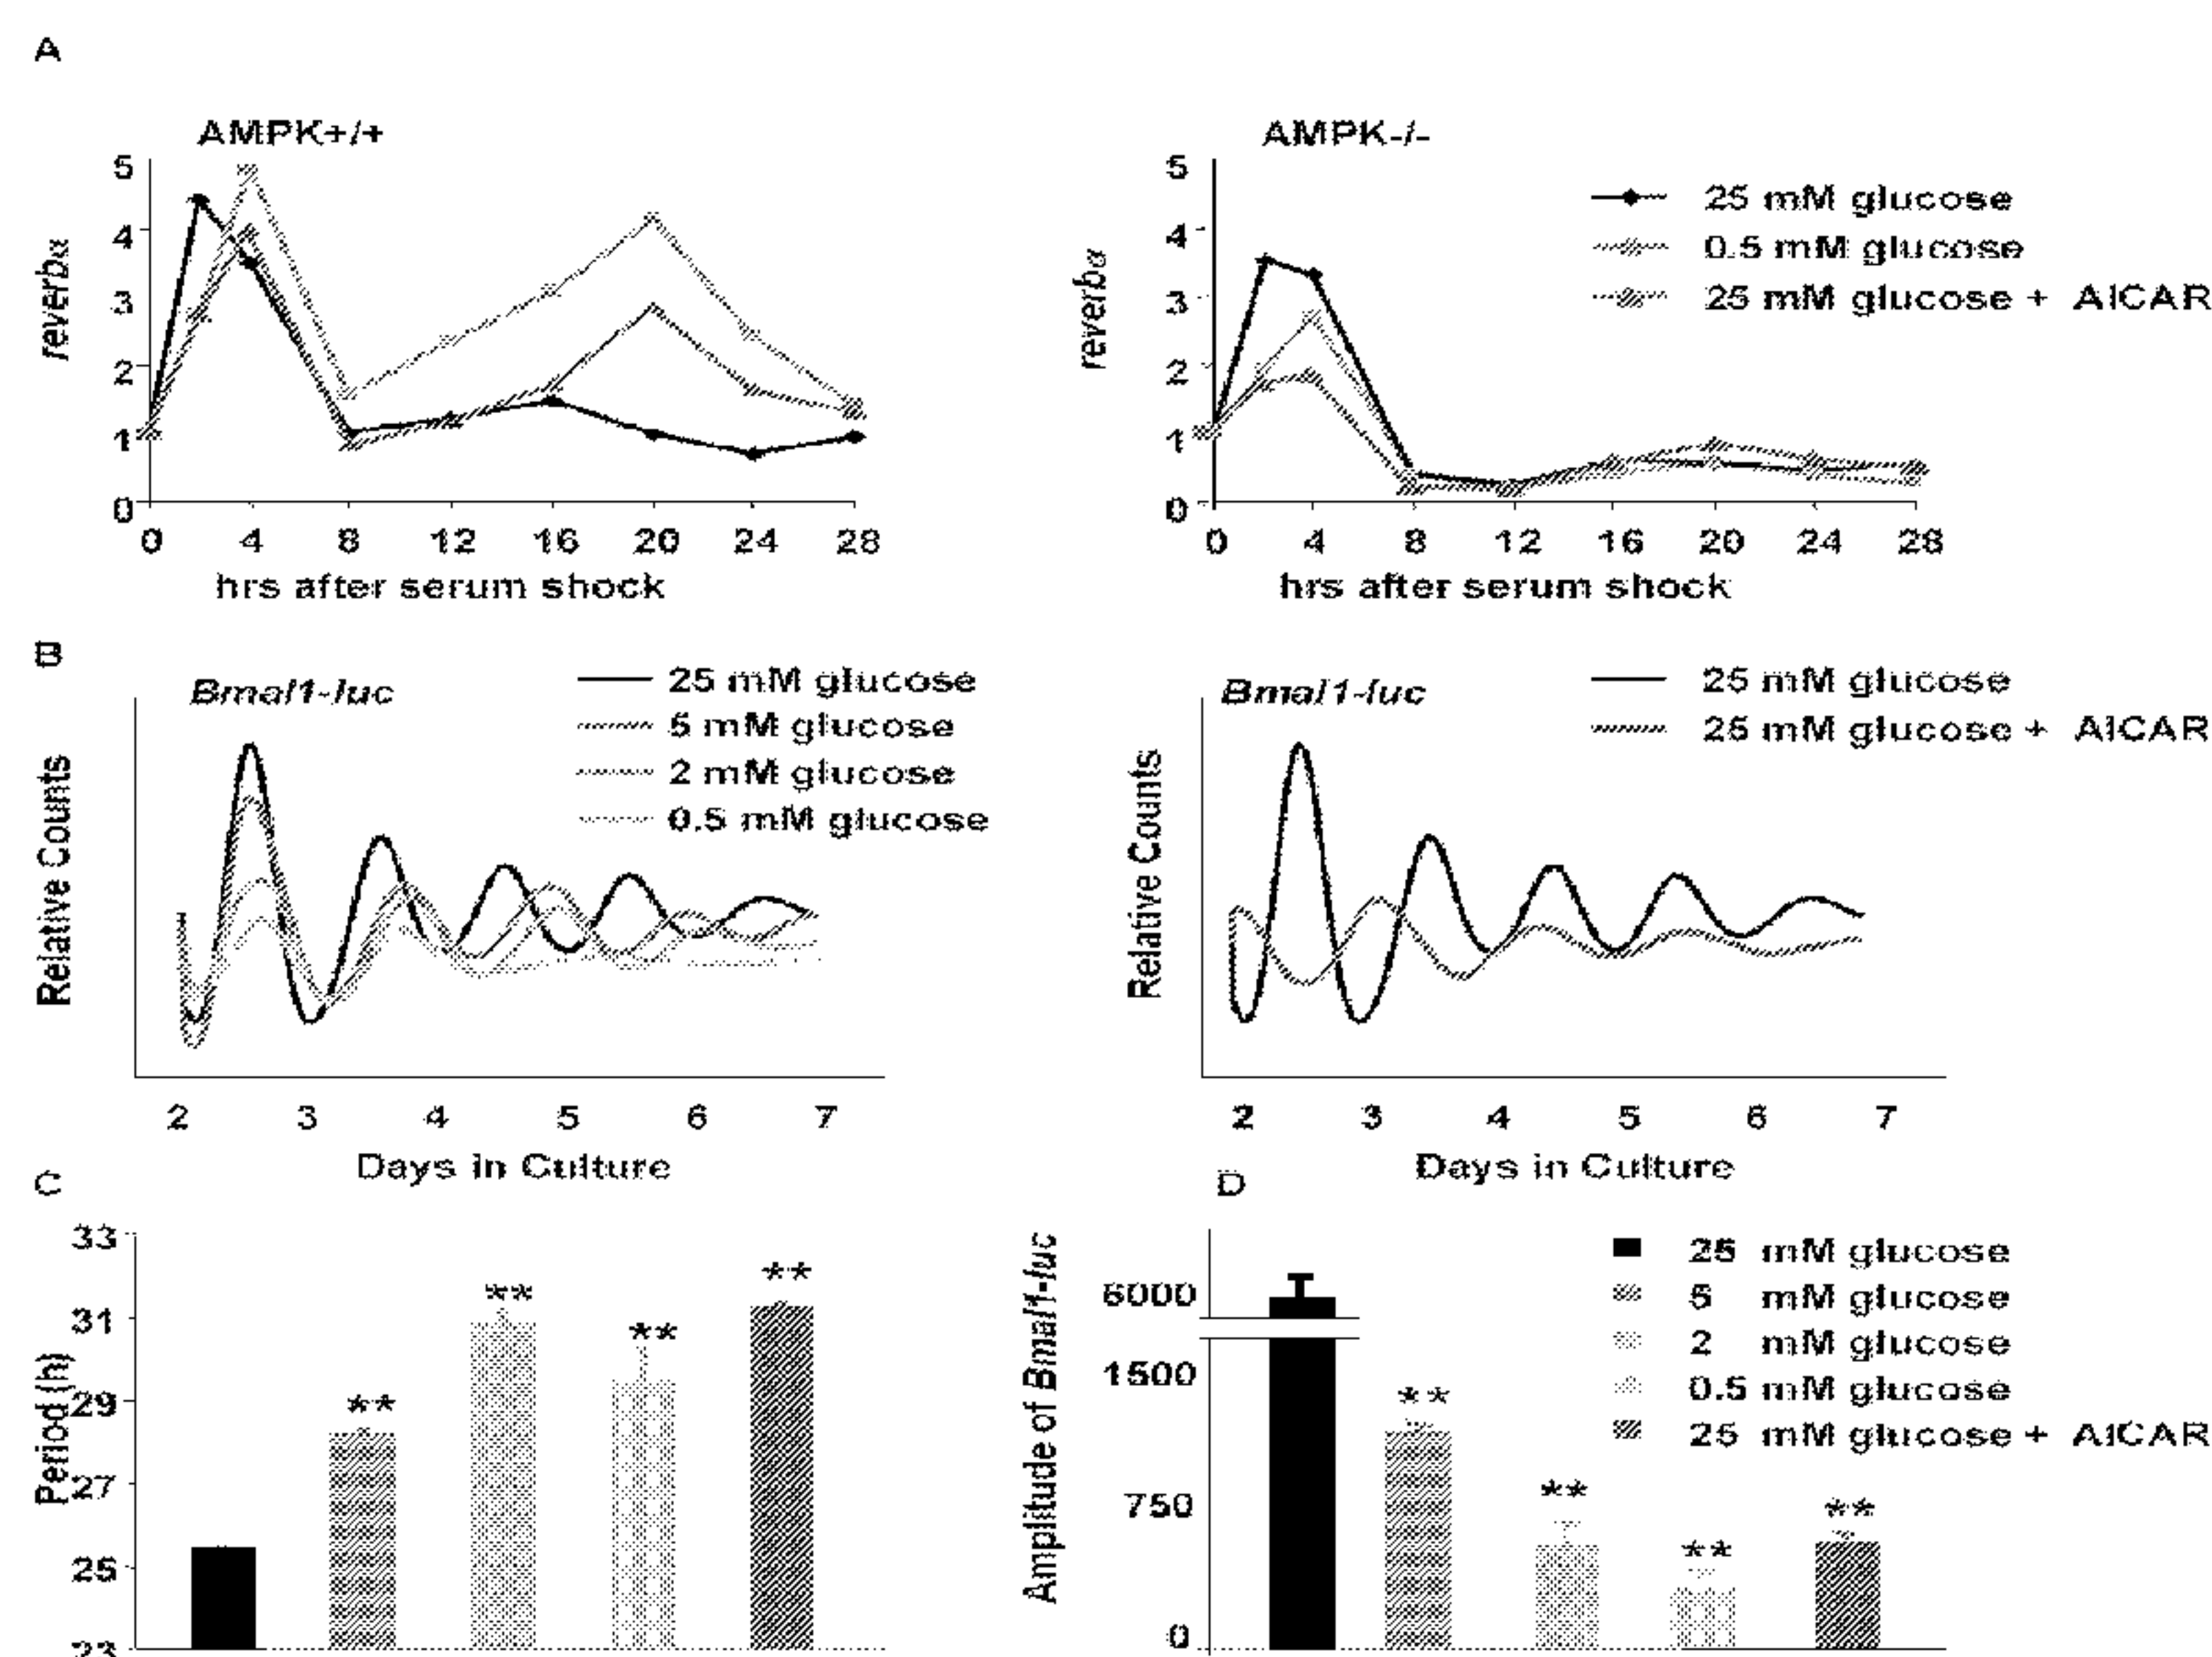 A
AMPK+/+
AMPK-/-
5
4
3
2
1
0
reverbα
0 4 8 12 16 20 24 28
hrs after serum shock
5
4
3
2
1
0
reverbα
0 4 8 12 16 20 24 28
hrs after serum shock
25 mM glucose
0.5 mM glucose
25 mM glucose + AICAR
B
Bmal1-luc
25 mM glucose
5 mM glucose
2 mM glucose
0.5 mM glucose
Relative Counts
2 3 4 5 6 7
Days in Culture
Bmal1-luc
25 mM glucose
25 mM glucose + AICAR
Relative Counts
2 3 4 5 6 7
Days in Culture
C
33
31
29
27
25
23
Period (h)
**
**
**
**
D
Amplitude of Bmal1-luc
6000
1500
750
0
**
**
**
**
25 mM glucose
5 mM glucose
2 mM glucose
0.5 mM glucose
25 mM glucose + AICAR